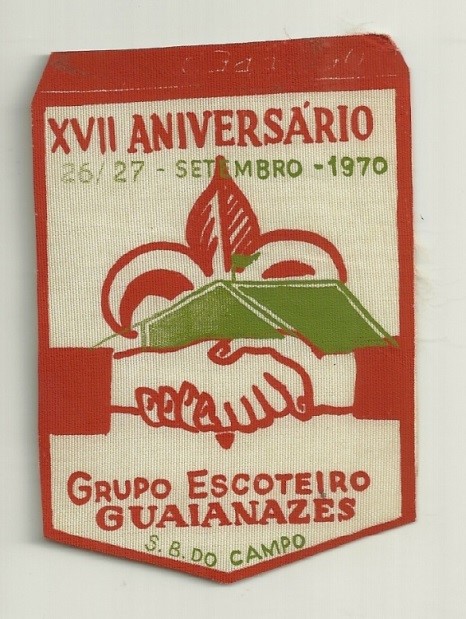 XVII ANIVERSÁRIO
26/27 - SETEMBRO - 1970
GRUPO ESCOTEIRO
GUAIANAZES
S. B. DO CAMPO